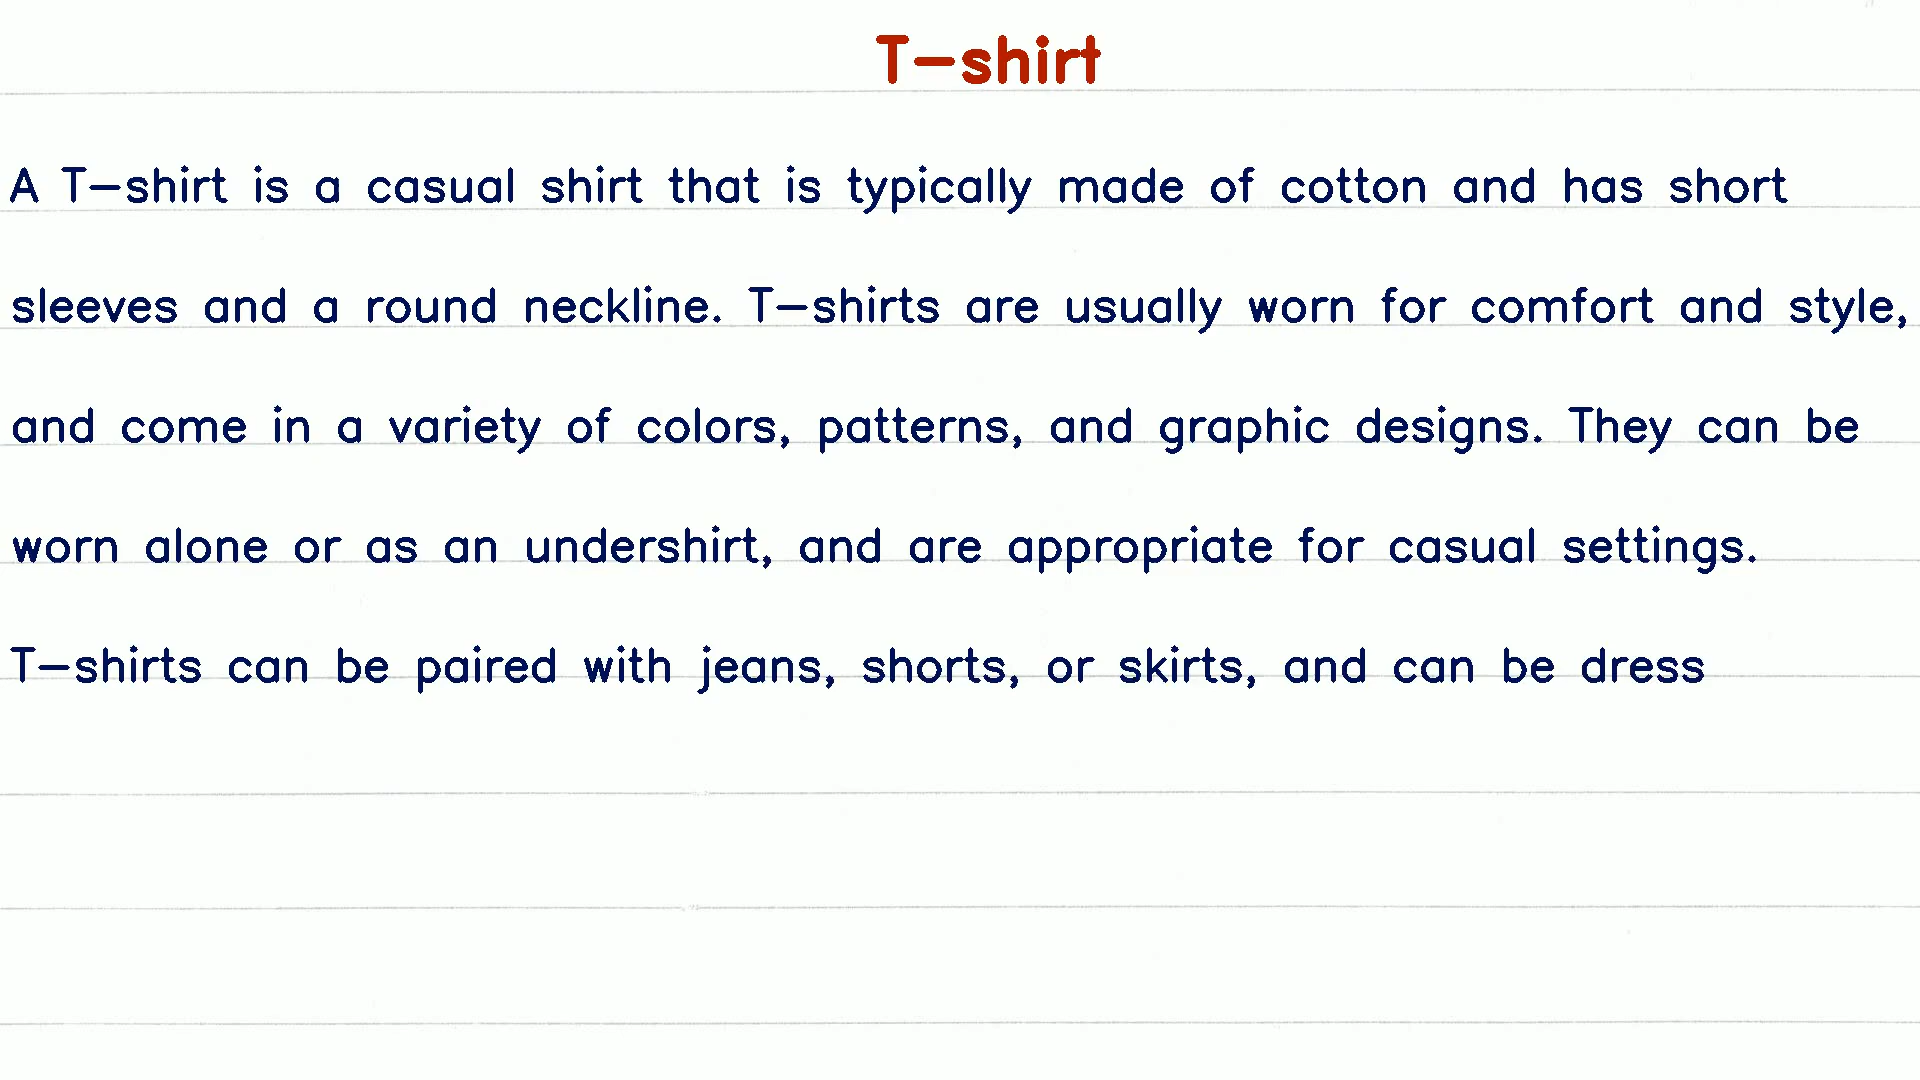 T-shirt
A T-shirt is a casual shirt that is typically made of cotton and has short
sleeves and a round neckline. T-shirts are usually worn for comfort and style,
and come in a variety of colors, patterns, and graphic designs. They can be
worn alone or as an undershirt, and are appropriate for casual settings.
T-shirts can be paired with jeans, shorts, or skirts, and can be dress